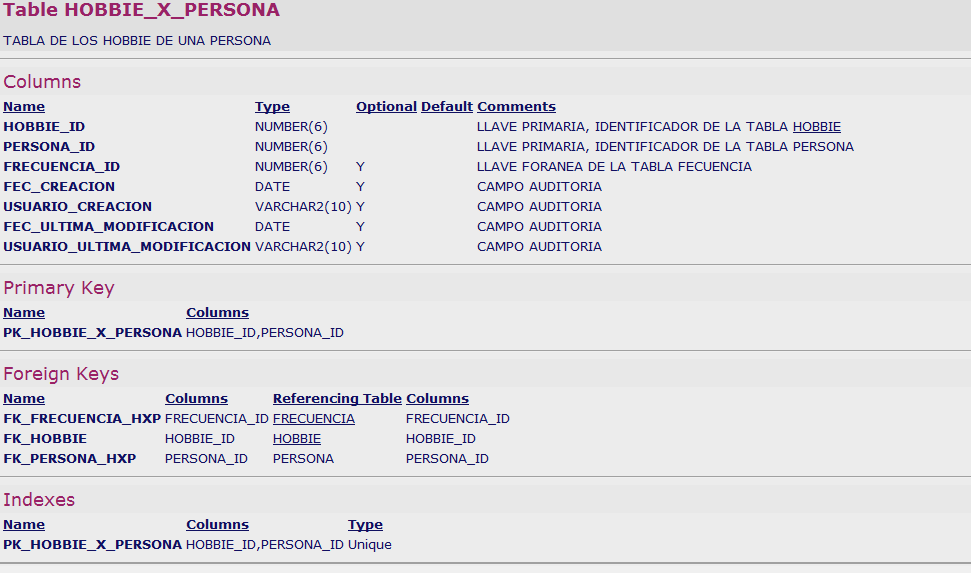 Table HOBBIE_X_PERSONA
TABLA DE LOS HOBBIE DE UNA PERSONA
Columns
Name Type Optional Default Comments
HOBBIE_ID NUMBER(6) LLAVE PRIMARIA, IDENTIFICADOR DE LA TABLA HOBBIE
PERSONA_ID NUMBER(6) LLAVE PRIMARIA, IDENTIFICADOR DE LA TABLA PERSONA
FRECUENCIA_ID NUMBER(6) Y LLAVE FORANEA DE LA TABLA FECUENCIA
FEC_CREACION DATE Y CAMPO AUDITORIA
USUARIO_CREACION VARCHAR2(10) Y CAMPO AUDITORIA
FEC_ULTIMA_MODIFICACION DATE Y CAMPO AUDITORIA
USUARIO_ULTIMA_MODIFICACION VARCHAR2(10) Y CAMPO AUDITORIA
Primary Key
Name Columns
PK_HOBBIE_X_PERSONA HOBBIE_ID,PERSONA_ID
Foreign Keys
Name Columns Referencing Table Columns
FK_FRECUENCIA_HXP FRECUENCIA_ID FRECUENCIA FRECUENCIA_ID
FK_HOBBIE HOBBIE_ID HOBBIE HOBBIE_ID
FK_PERSONA_HXP PERSONA_ID PERSONA PERSONA_ID
Indexes
Name Columns Type
PK_HOBBIE_X_PERSONA HOBBIE_ID,PERSONA_ID Unique